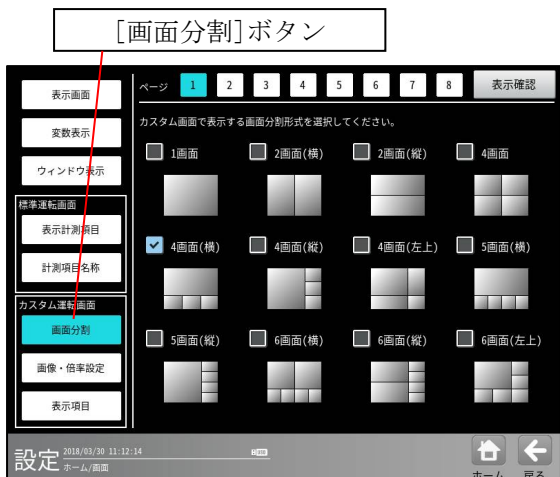 [画面分割]ボタン
表示画面
変数表示
ウィンドウ表示
標準運転画面
表示計測項目
計測項目名称
カスタム運転画面
画面分割
画像・倍率設定
表示項目
ページ 1 2 3 4 5 6 7 8 表示確認
カスタム画面で表示する画面分割形式を選択してください。
1画面 2画面(横) 2画面(縦) 4画面
4画面(横) 4画面(縦) 4画面(左上) 5画面(横)
5画面(縦) 6画面(横) 6画面(縦) 6画面(左上)
設定 2018/03/30 11:12:14
ホーム/画面
ホーム 戻る